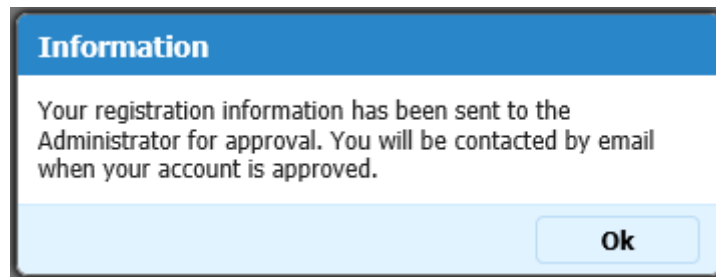 Information
Your registration information has been sent to the
Administrator for approval. You will be contacted by email
when your account is approved.
Ok